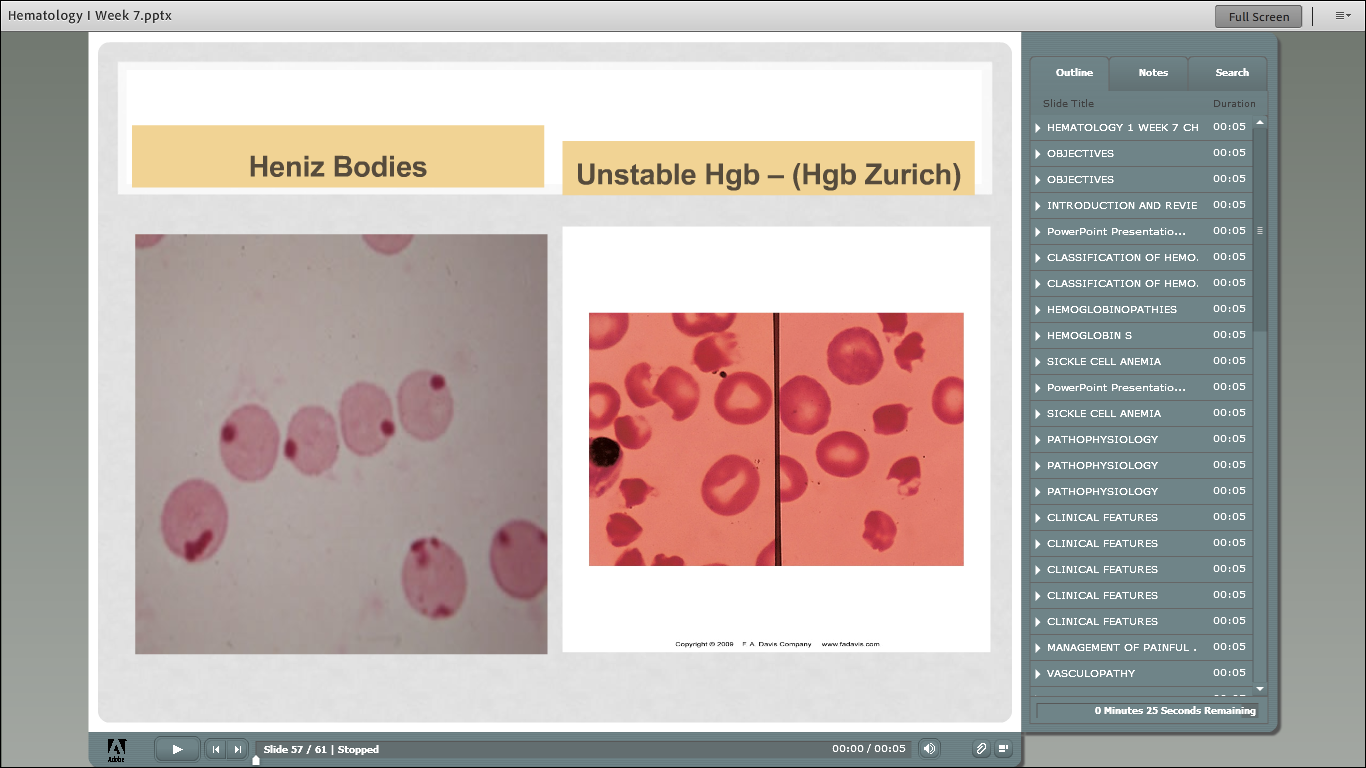 Hematology I Week 7.pptx
Full Screen
Heniz Bodies
Unstable Hgb – (Hgb Zurich)
Copyright © 2009 F. A. Davis Company www.fadavis.com
Outline Notes Search
Slide Title Duration
HEMATOLOGY 1 WEEK 7 CH 00:05
OBJECTIVES 00:05
OBJECTIVES 00:05
INTRODUCTION AND REVIE 00:05
PowerPoint Presentatio... 00:05
CLASSIFICATION OF HEMO. 00:05
CLASSIFICATION OF HEMO. 00:05
HEMOGLOBINOPATHIES 00:05
HEMOGLOBIN S 00:05
SICKLE CELL ANEMIA 00:05
PowerPoint Presentatio... 00:05
SICKLE CELL ANEMIA 00:05
PATHOPHYSIOLOGY 00:05
PATHOPHYSIOLOGY 00:05
PATHOPHYSIOLOGY 00:05
CLINICAL FEATURES 00:05
CLINICAL FEATURES 00:05
CLINICAL FEATURES 00:05
CLINICAL FEATURES 00:05
CLINICAL FEATURES 00:05
MANAGEMENT OF PAINFUL . 00:05
VASCULOPATHY 00:05
0 Minutes 25 Seconds Remaining
Adobe
Slide 57 / 61 | Stopped 00:00 / 00:05